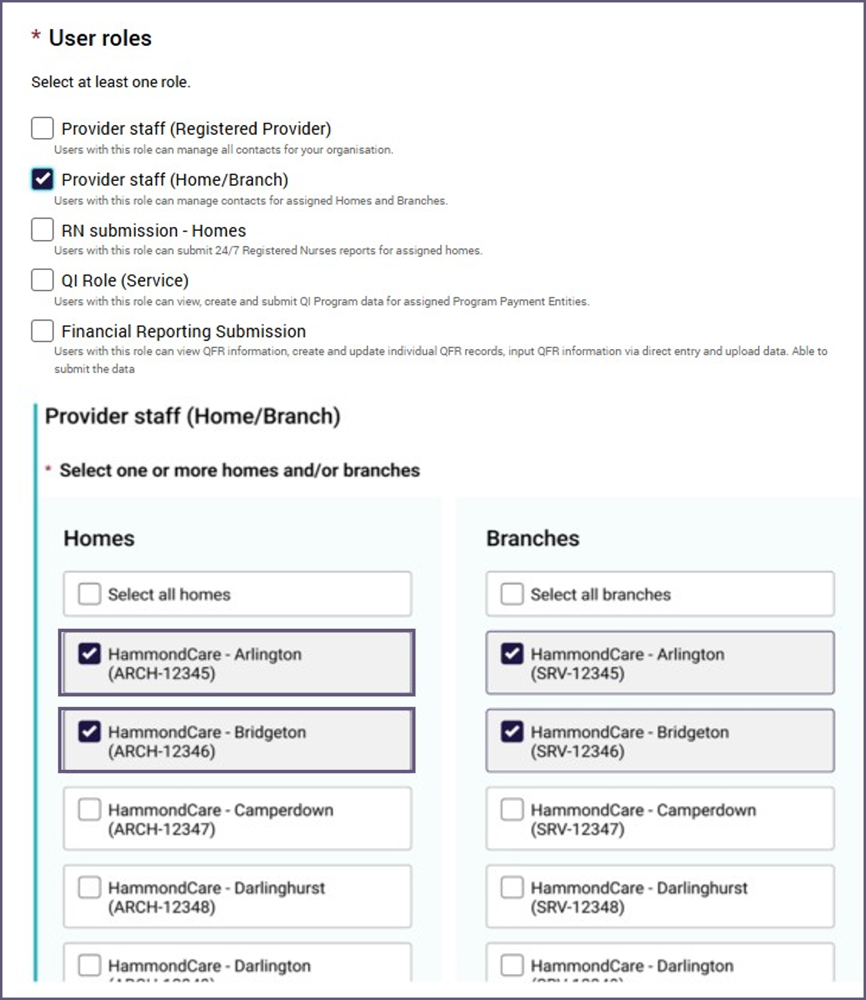 * User roles
Select at least one role.
Provider staff (Registered Provider)
Users with this role can manage all contacts for your organisation.
Provider staff (Home/Branch)
Users with this role can manage contacts for assigned Homes and Branches.
RN submission - Homes
Users with this role can submit 24/7 Registered Nurses reports for assigned homes.
QI Role (Service)
Users with this role can view, create and submit QI Program data for assigned Program Payment Entities.
Financial Reporting Submission
Users with this role can view QFR information, create and update individual QFR records, input QFR information via direct entry and upload data. Able to
submit the data
Provider staff (Home/Branch)
* Select one or more homes and/or branches
Homes
Select all homes
HammondCare - Arlington
(ARCH-12345)
HammondCare - Bridgeton
(ARCH-12346)
HammondCare - Camperdown
(ARCH-12347)
HammondCare - Darlinghurst
(ARCH-12348)
HammondCare - Darlington
Branches
Select all branches
HammondCare - Arlington
(SRV-12345)
HammondCare - Bridgeton
(SRV-12346)
HammondCare - Camperdown
(SRV-12347)
HammondCare - Darlinghurst
(SRV-12348)
HammondCare - Darlington